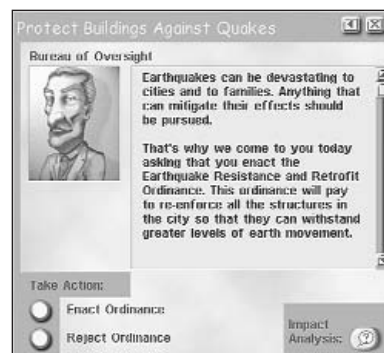 Protect Buildings Against Quakes
Bureau of Oversight
Earthquakes can be devastating to
cities and to families. Anything that
can mitigate their effects should
be pursued.
That's why we come to you today
asking that you enact the
Earthquake Resistance and Retrofit
Ordinance. This ordinance will pay
to re-enforce all the structures in
the city so that they can withstand
greater levels of earth movement.
Take Action:
Enact Ordinance
Reject Ordinance
Impact
Analysis: